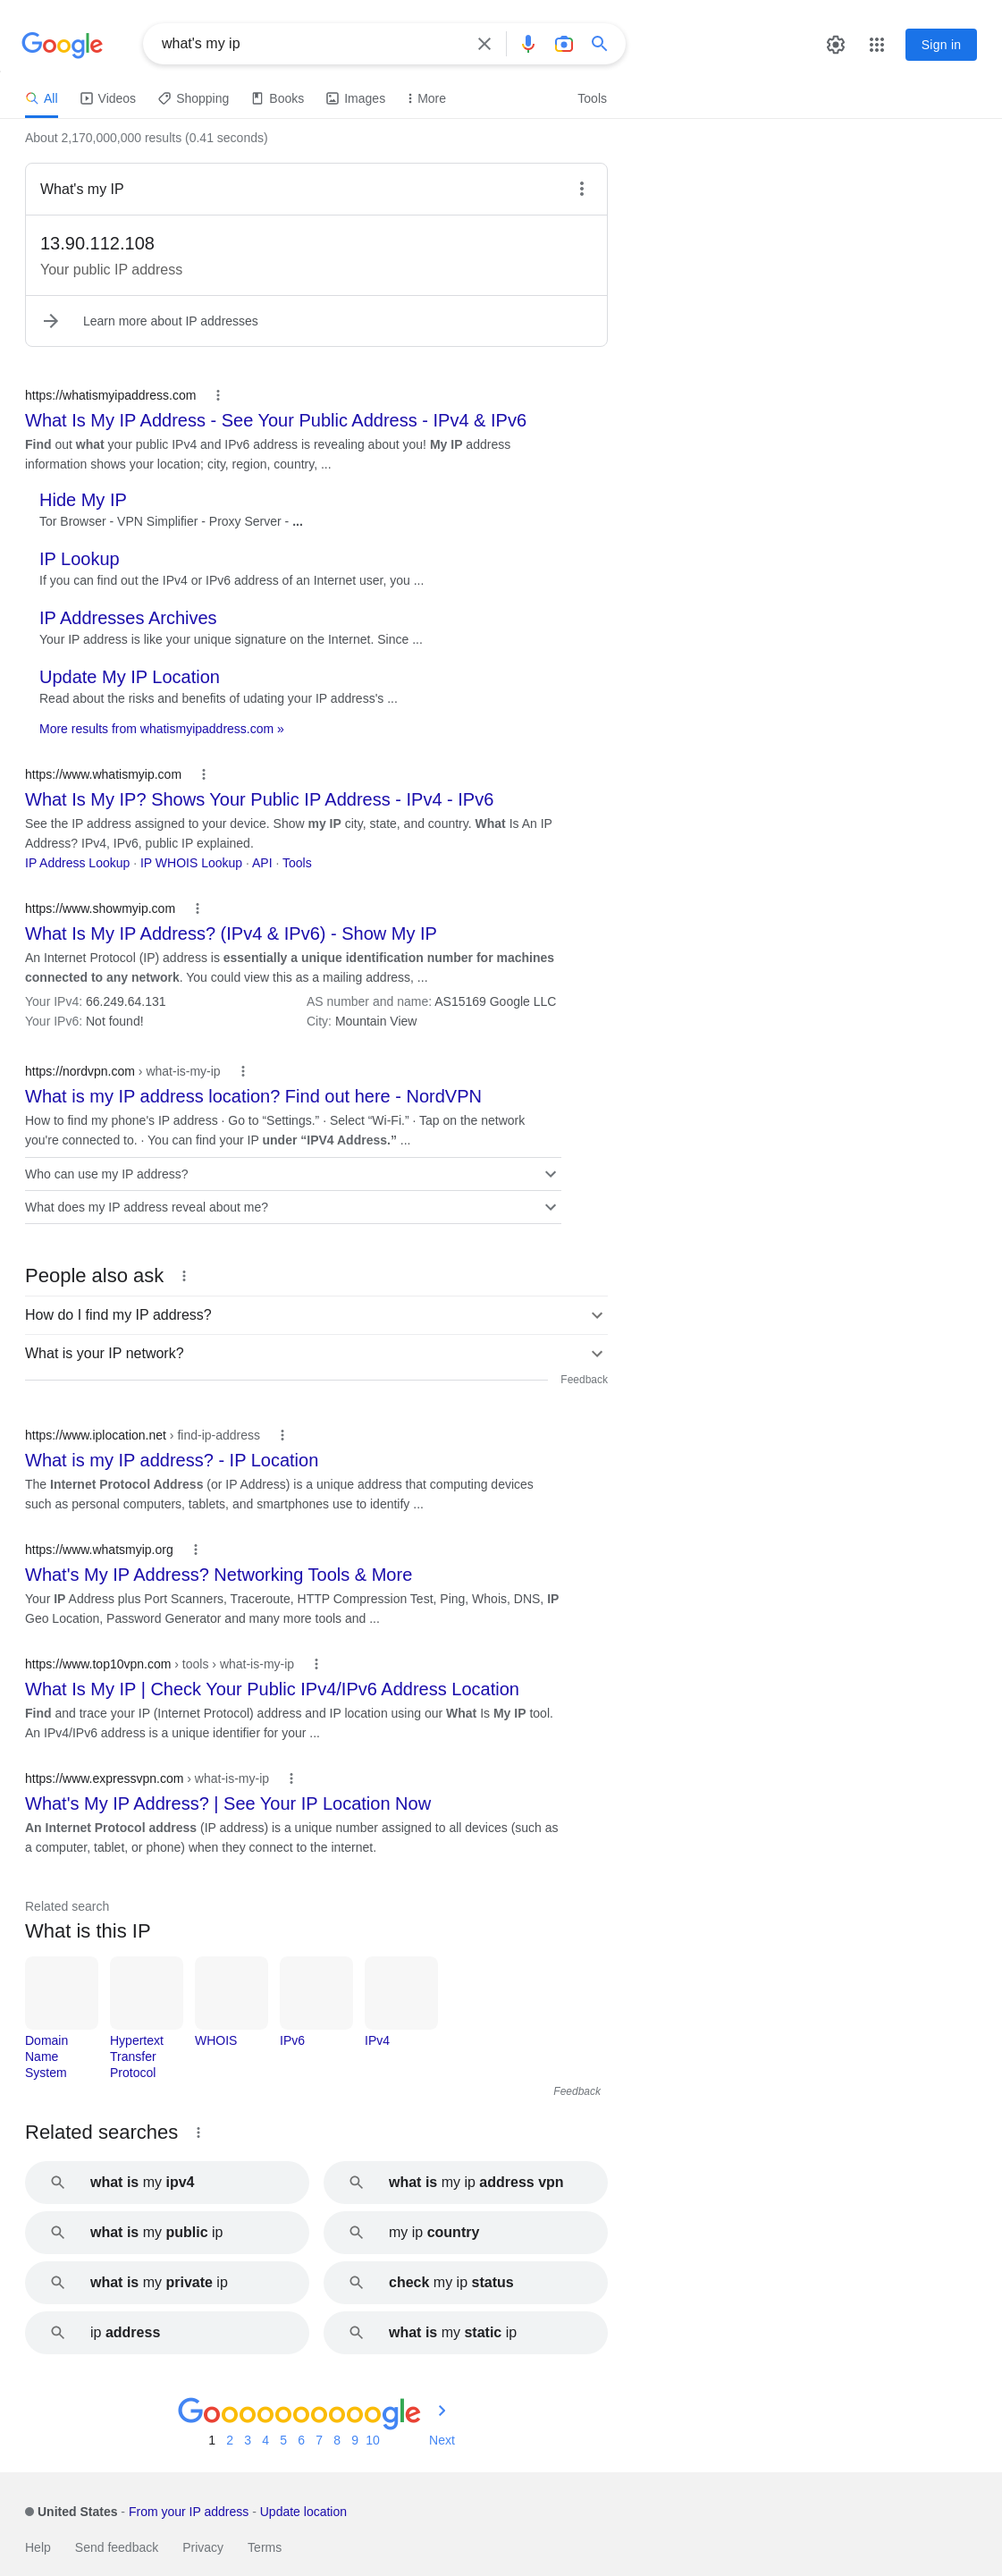 Google
what's my ip
Sign in
All
Videos
Shopping
Books
Images
More
Tools
About 2,170,000,000 results (0.41 seconds)
What's my IP
13.90.112.108
Your public IP address
Learn more about IP addresses
https://whatismyipaddress.com
What Is My IP Address - See Your Public Address - IPv4 & IPv6
Find out what your public IPv4 and IPv6 address is revealing about you! My IP address
information shows your location; city, region, country, ...
Hide My IP
Tor Browser - VPN Simplifier - Proxy Server - ...
IP Lookup
If you can find out the IPv4 or IPv6 address of an Internet user, you ...
IP Addresses Archives
Your IP address is like your unique signature on the Internet. Since ...
Update My IP Location
Read about the risks and benefits of udating your IP address's ...
More results from whatismyipaddress.com »
https://www.whatismyip.com
What Is My IP? Shows Your Public IP Address - IPv4 - IPv6
See the IP address assigned to your device. Show my IP city, state, and country. What Is An IP
Address? IPv4, IPv6, public IP explained.
IP Address Lookup · IP WHOIS Lookup · API · Tools
https://www.showmyip.com
What Is My IP Address? (IPv4 & IPv6) - Show My IP
An Internet Protocol (IP) address is essentially a unique identification number for machines
connected to any network. You could view this as a mailing address, ...
Your IPv4: 66.249.64.131
AS number and name: AS15169 Google LLC
Your IPv6: Not found!
City: Mountain View
https://nordvpn.com › what-is-my-ip
What is my IP address location? Find out here - NordVPN
How to find my phone's IP address · Go to “Settings.” · Select “Wi-Fi.” · Tap on the network
you're connected to. · You can find your IP under “IPV4 Address.” ...
Who can use my IP address?
What does my IP address reveal about me?
People also ask
How do I find my IP address?
What is your IP network?
Feedback
https://www.iplocation.net › find-ip-address
What is my IP address? - IP Location
The Internet Protocol Address (or IP Address) is a unique address that computing devices
such as personal computers, tablets, and smartphones use to identify ...
https://www.whatsmyip.org
What's My IP Address? Networking Tools & More
Your IP Address plus Port Scanners, Traceroute, HTTP Compression Test, Ping, Whois, DNS, IP
Geo Location, Password Generator and many more tools and ...
https://www.top10vpn.com › tools › what-is-my-ip
What Is My IP | Check Your Public IPv4/IPv6 Address Location
Find and trace your IP (Internet Protocol) address and IP location using our What Is My IP tool.
An IPv4/IPv6 address is a unique identifier for your ...
https://www.expressvpn.com › what-is-my-ip
What's My IP Address? | See Your IP Location Now
An Internet Protocol address (IP address) is a unique number assigned to all devices (such as
a computer, tablet, or phone) when they connect to the internet.
Related search
What is this IP
Domain
Name
System
Hypertext
Transfer
Protocol
WHOIS
IPv6
IPv4
Feedback
Related searches
what is my ipv4
what is my ip address vpn
what is my public ip
my ip country
what is my private ip
check my ip status
ip address
what is my static ip
Goooooooooogle
1 2 3 4 5 6 7 8 9 10 Next
United States - From your IP address - Update location
Help Send feedback Privacy Terms